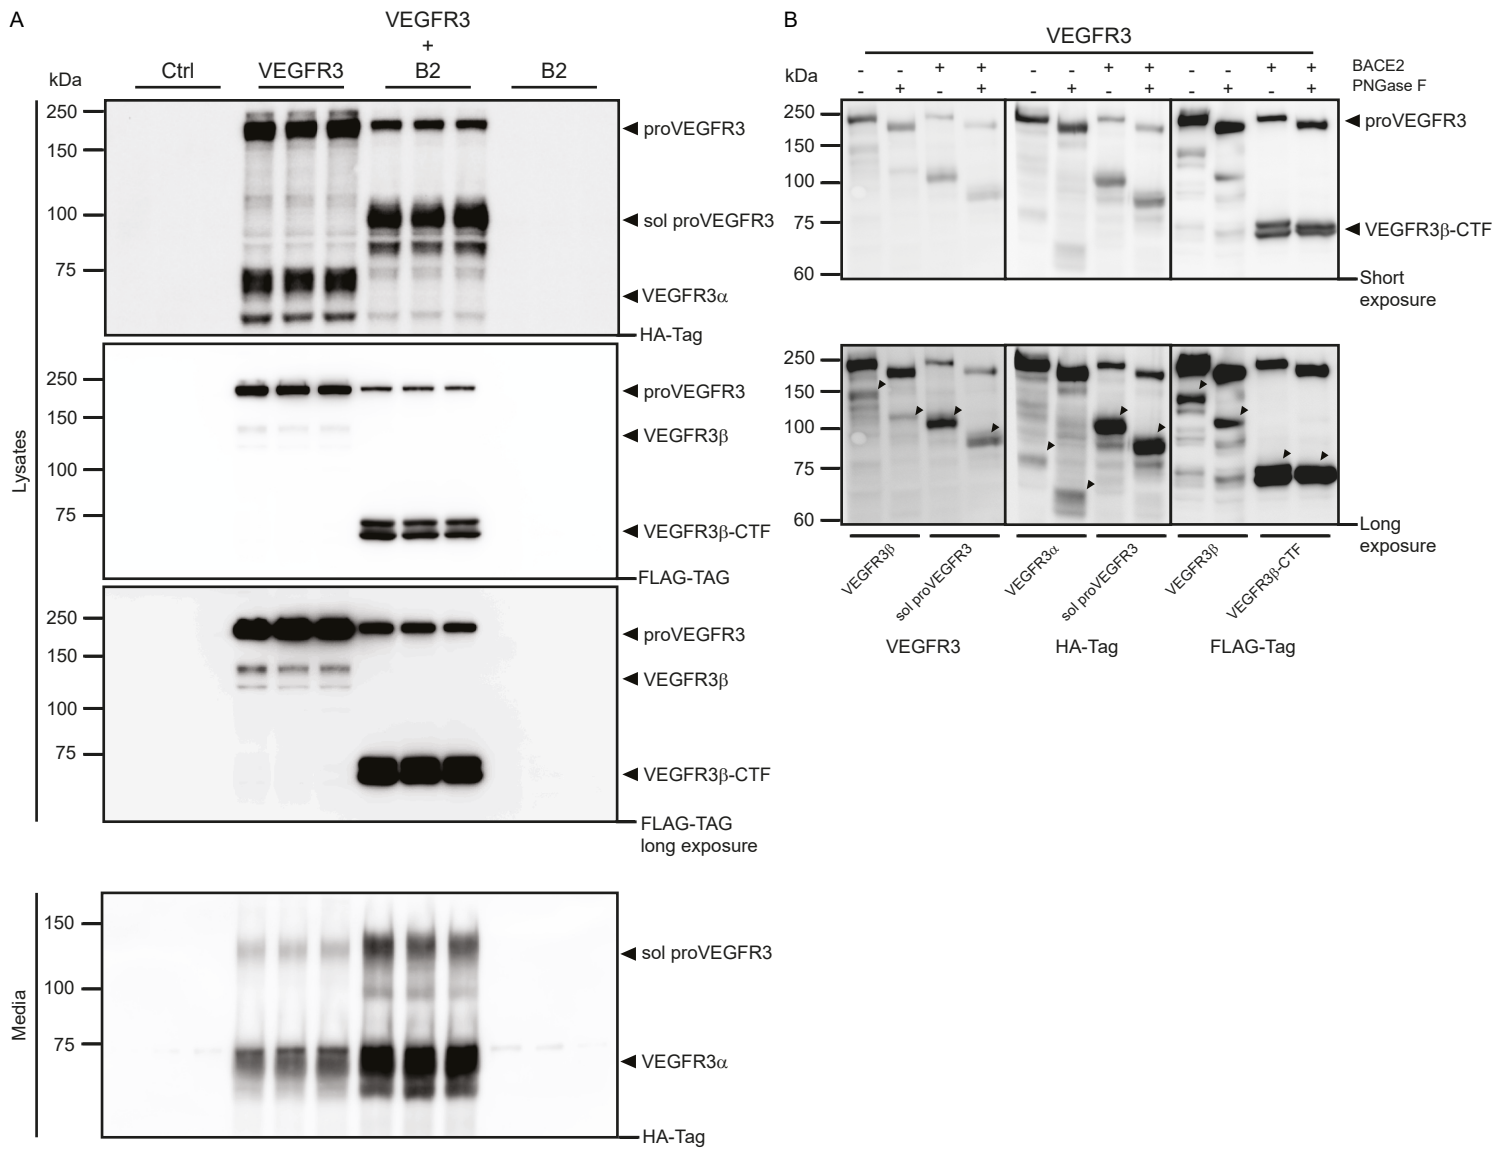 A
VEGFR3
+
kDa
Ctrl
VEGFR3
B2
B2
250
150
100
75
proVEGFR3
sol proVEGFR3
VEGFR3α
HA-Tag
250
150
100
75
proVEGFR3
VEGFR3β
VEGFR3β-CTF
FLAG-TAG
250
150
100
75
proVEGFR3
VEGFR3β
VEGFR3β-CTF
FLAG-TAG
long exposure
Lysates
150
100
75
sol proVEGFR3
VEGFR3α
HA-Tag
Media
B
VEGFR3
kDa
- - + + - - + + - - + + BACE2
- + - + - + - + - + - + PNGase F
250
150
100
75
60
proVEGFR3
VEGFR3β-CTF
Short
exposure
250
150
100
75
60
Long
exposure
VEGFR3β
sol proVEGFR3
VEGFR3α
sol proVEGFR3
VEGFR3β
VEGFR3β-CTF
VEGFR3
HA-Tag
FLAG-Tag